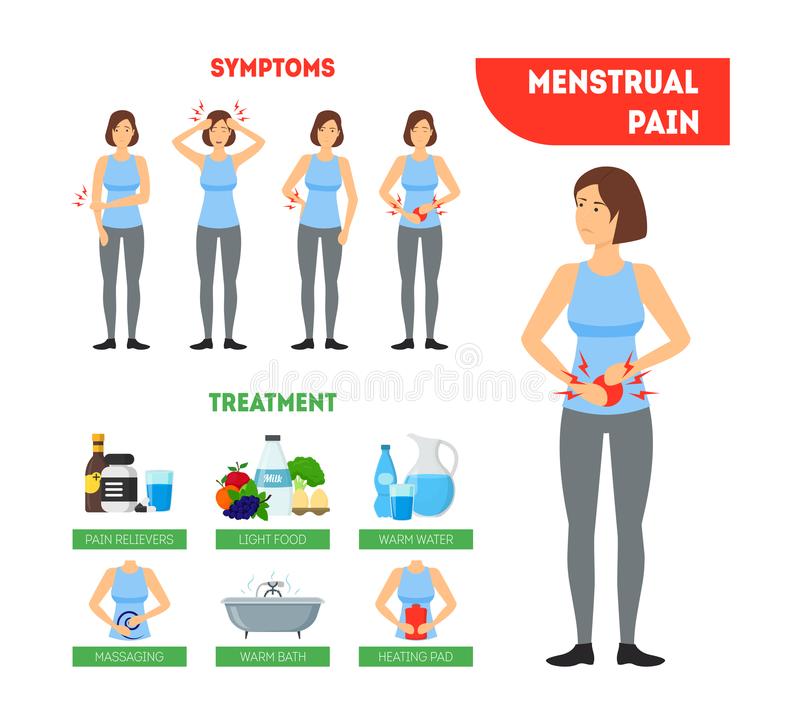 SYMPTOMS
MENSTRUAL
PAIN
dreamstime
TREATMENT
Milk
PAIN RELIEVERS
LIGHT FOOD
WARM WATER
MASSAGING
WARM BATH
HEATING PAD